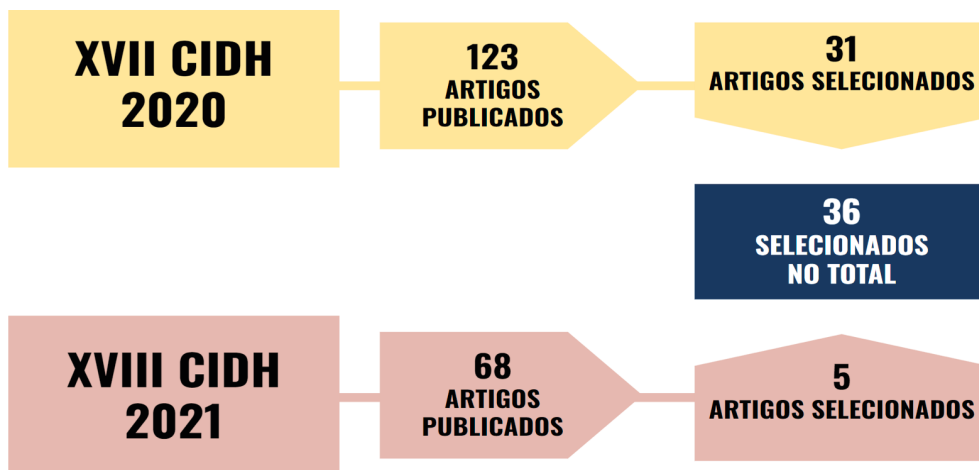 XVII CIDH
2020
123
ARTIGOS
PUBLICADOS
31
ARTIGOS SELECIONADOS
36
SELECIONADOS
NO TOTAL
XVIII CIDH
2021
68
ARTIGOS
PUBLICADOS
5
ARTIGOS SELECIONADOS